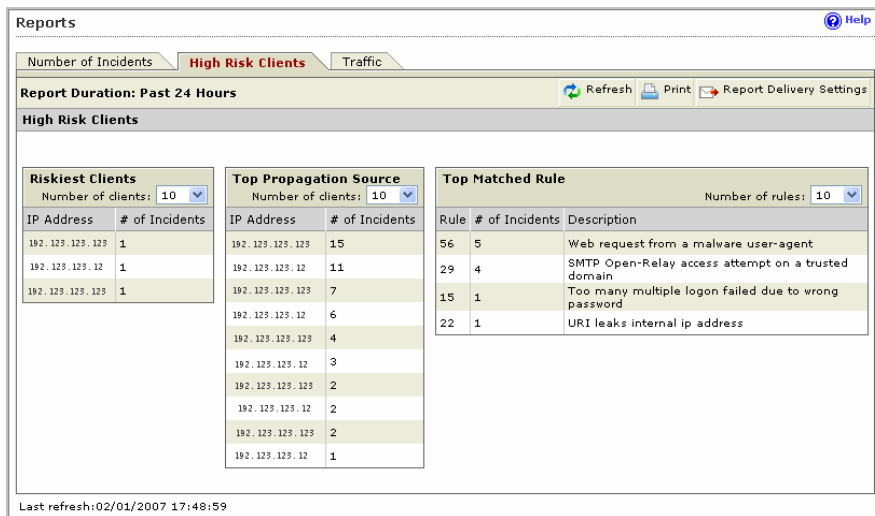 Reports
Help
Number of Incidents
High Risk Clients
Traffic
Report Duration: Past 24 Hours
Refresh
Print
Report Delivery Settings
High Risk Clients
Riskiest Clients
Number of clients: 10
IP Address # of Incidents
192.123.123.123 1
192.123.123.12 1
192.123.123.123 1
Top Propagation Source
Number of clients: 10
IP Address # of Incidents
192.123.123.123 15
192.123.123.12 11
192.123.123.123 7
192.123.123.12 6
192.123.123.123 4
192.123.123.12 3
192.123.123.123 2
192.123.123.12 2
192.123.123.123 2
192.123.123.12 1
Top Matched Rule
Number of rules: 10
Rule # of Incidents Description
56 5 Web request from a malware user-agent
29 4 SMTP Open-Relay access attempt on a trusted
domain
15 1 Too many multiple logon failed due to wrong
password
22 1 URI leaks internal ip address
Last refresh:02/01/2007 17:48:59